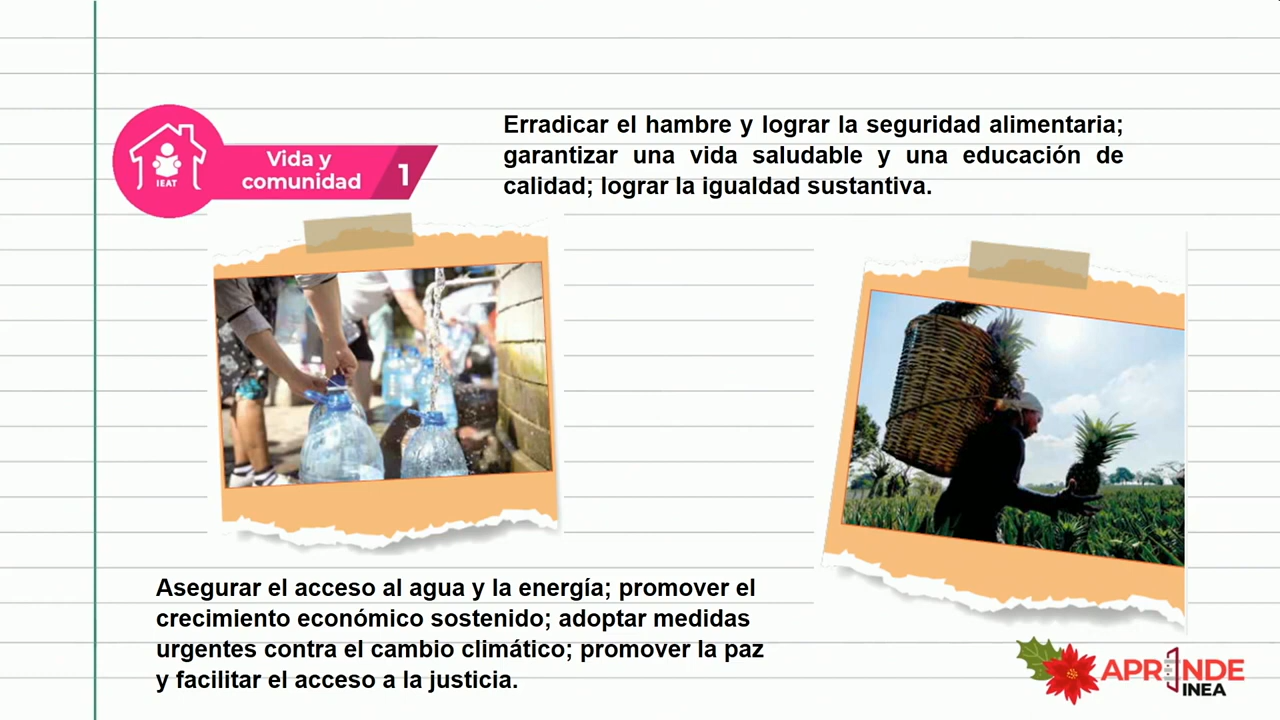 Erradicar el hambre y lograr la seguridad alimentaria;
garantizar una vida saludable y una educación de
calidad; lograr la igualdad sustantiva.
Vida y
comunidad
1
IEAT
Asegurar el acceso al agua y la energía; promover el
crecimiento económico sostenido; adoptar medidas
urgentes contra el cambio climático; promover la paz
y facilitar el acceso a la justicia.
APRENDE
INEA